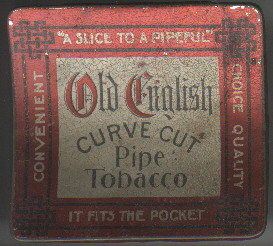 "A SLICE TO A PIPEFUL"
CONVENIENT
CHOICE QUALITY
Old English
CURVE CUT
Pipe
Tobacco
IT FITS THE POCKET